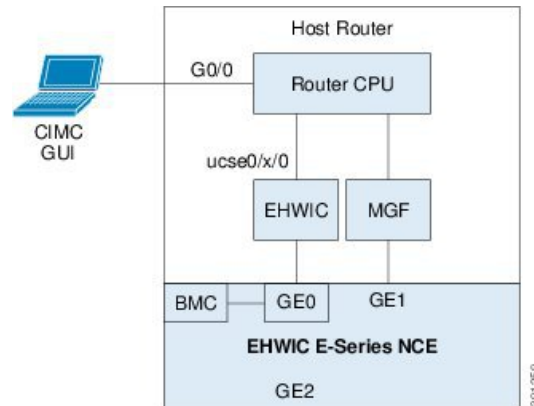 Host Router
G0/0
Router CPU
CIMC
GUI
ucse0/x/0
EHWIC
MGF
BMC
GE0
GE1
EHWIC E-Series NCE
GE2